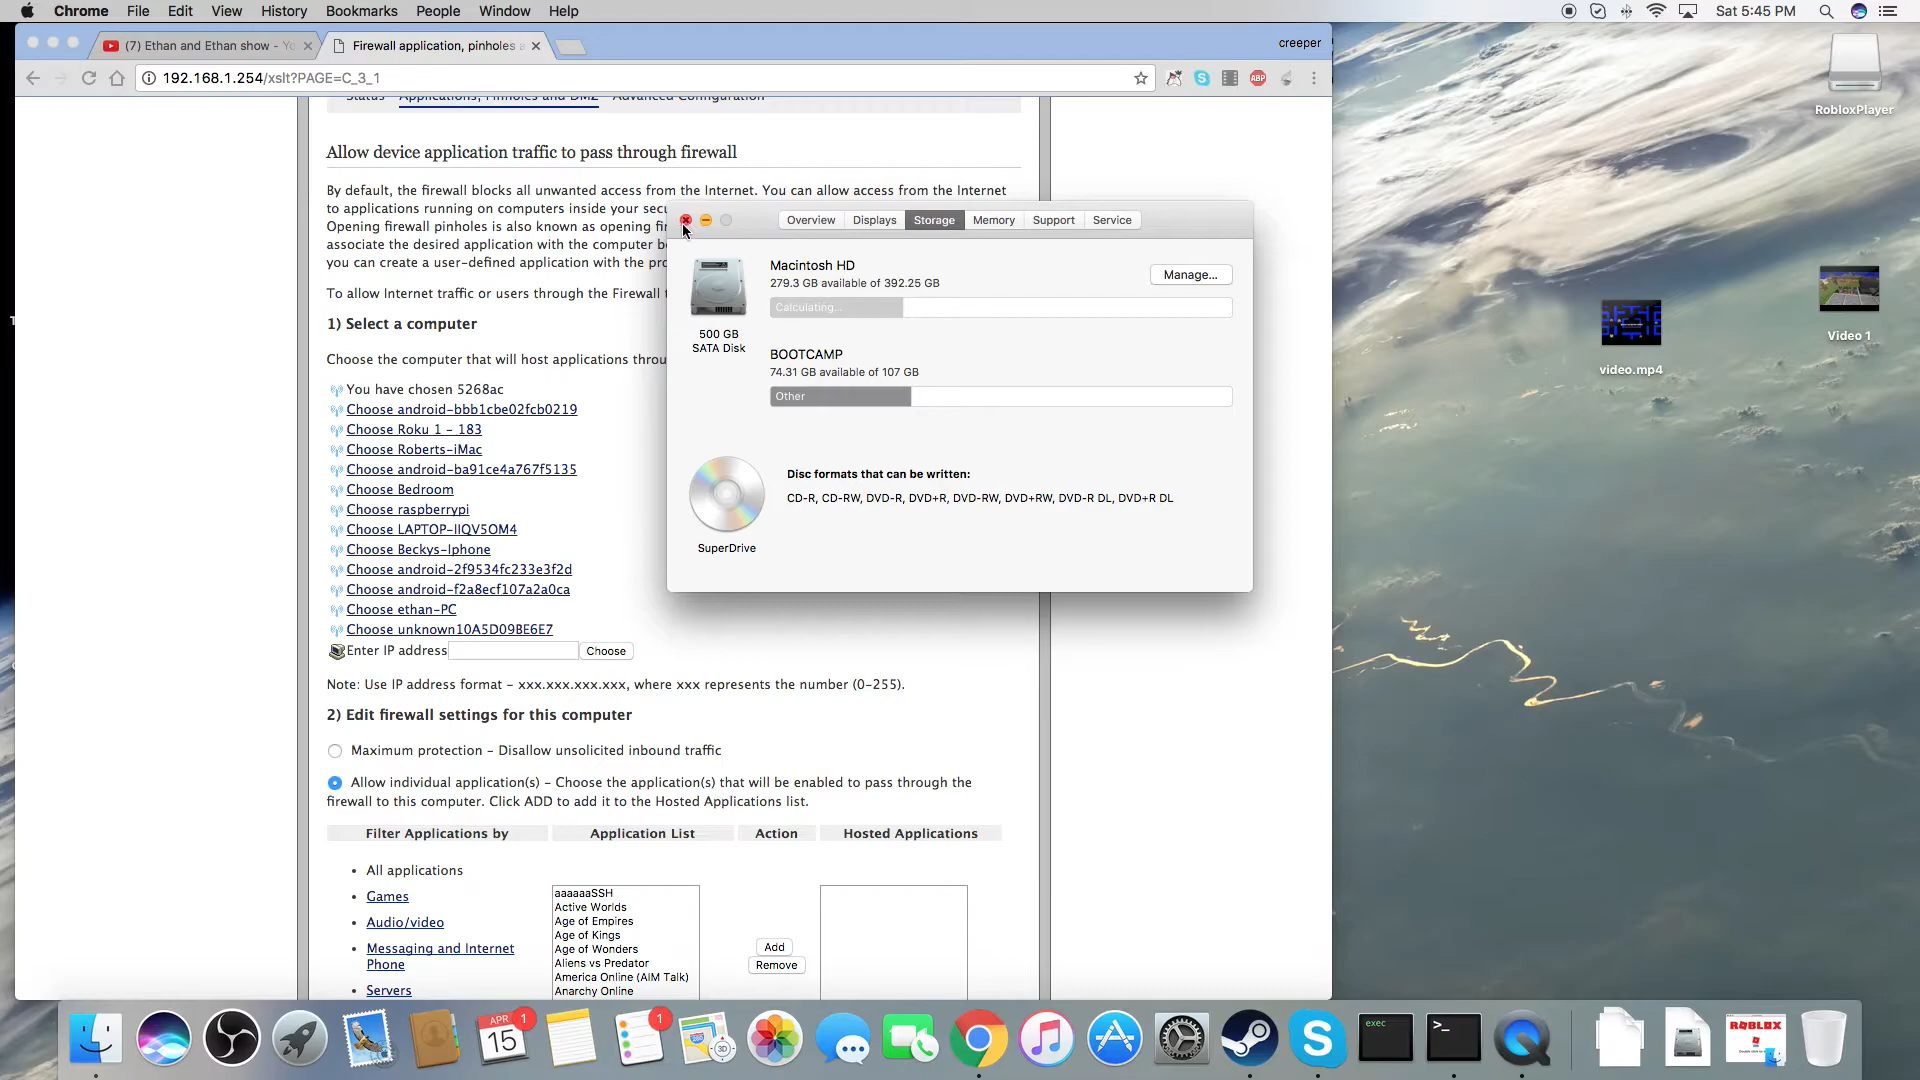 Chrome File Edit View History Bookmarks People Window Help
Sat 5:45 PM
(7) Ethan and Ethan show - Yo
Firewall application, pinholes a
creeper
192.168.1.254/xslt?PAGE=C_3_1
ABP
RobloxPlayer
Status Applications, Pinholes and DMZ Advanced Configuration
Allow device application traffic to pass through firewall
By default, the firewall blocks all unwanted access from the Internet. You can allow access from the Internet
to applications running on computers inside your secu
Opening firewall pinholes is also known as opening fir
associate the desired application with the computer be
you can create a user-defined application with the pro
To allow Internet traffic or users through the Firewall t
Overview Displays Storage Memory Support Service
Macintosh HD
279.3 GB available of 392.25 GB
Manage...
Calculating...
500 GB
SATA Disk
BOOTCAMP
74.31 GB available of 107 GB
Other
Disc formats that can be written:
CD-R, CD-RW, DVD-R, DVD+R, DVD-RW, DVD+RW, DVD-R DL, DVD+R DL
SuperDrive
Video 1
video.mp4
1) Select a computer
Choose the computer that will host applications throu
You have chosen 5268ac
Choose android-bbb1cbe02fcb0219
Choose Roku 1 - 183
Choose Roberts-iMac
Choose android-ba91ce4a767f5135
Choose Bedroom
Choose raspberrypi
Choose LAPTOP-IIQV5OM4
Choose Beckys-Iphone
Choose android-2f9534fc233e3f2d
Choose android-f2a8ecf107a2a0ca
Choose ethan-PC
Choose unknown10A5D09BE6E7
Enter IP address Choose
Note: Use IP address format - xxx.xxx.xxx.xxx, where xxx represents the number (0-255).
2) Edit firewall settings for this computer
Maximum protection - Disallow unsolicited inbound traffic
Allow individual application(s) - Choose the application(s) that will be enabled to pass through the
firewall to this computer. Click ADD to add it to the Hosted Applications list.
Filter Applications by Application List Action Hosted Applications
All applications
Games
Audio/video
Messaging and Internet
Phone
Servers
aaaaaaSSH
Active Worlds
Age of Empires
Age of Kings
Age of Wonders
Aliens vs Predator
America Online (AIM Talk)
Anarchy Online
Add
Remove
APR
15
1
1
3D
exec
>_
ROBLOX